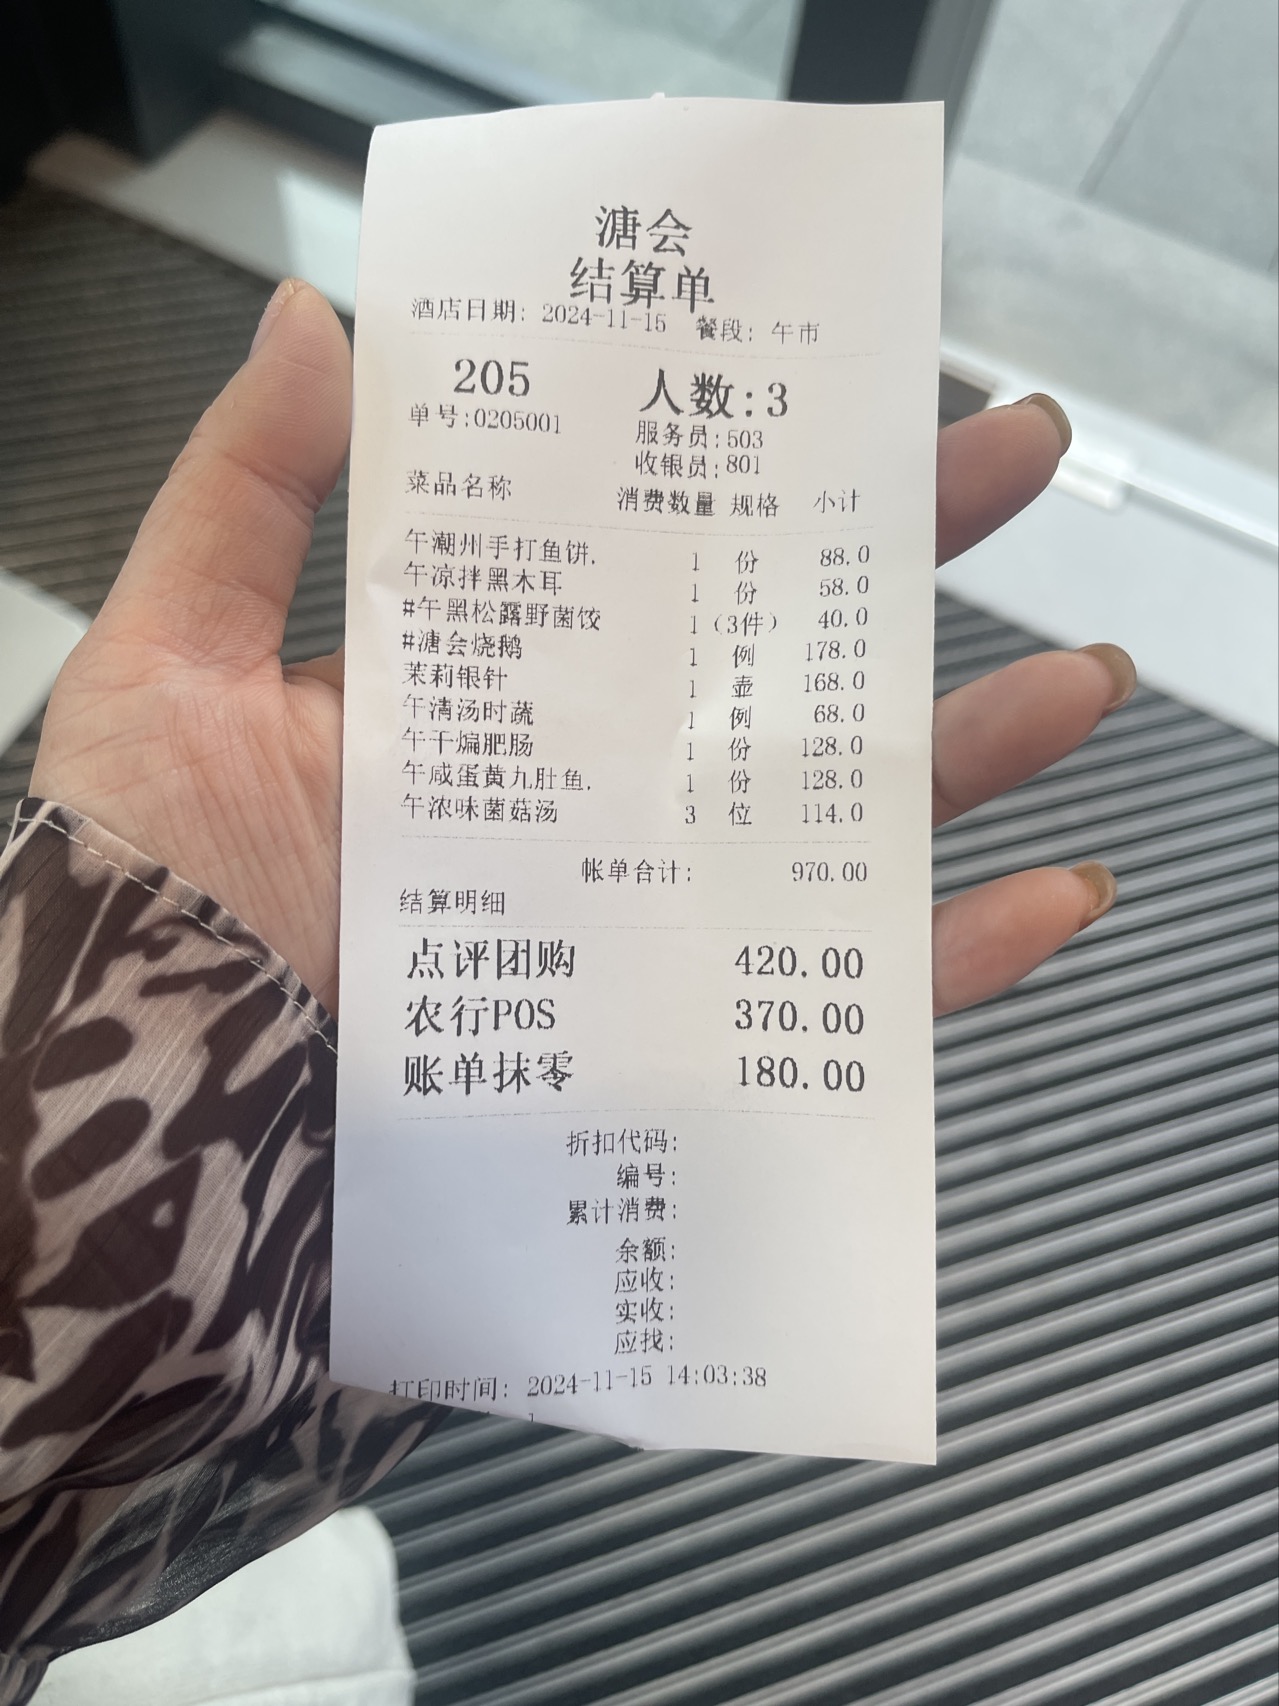 溏会
结算单
酒店日期: 2024-11-15 餐段: 午市
205 人数:3
单号:0205001
服务员:503
收银员:801
菜品名称 消费数量 规格 小计
午潮州手打鱼饼. 1 份 88.0
午凉拌黑木耳 1 份 58.0
#午黑松露野菌饺 1 (3件) 40.0
#溏会烧鹅 1 例 178.0
茉莉银针 1 壶 168.0
午清汤时蔬 1 例 68.0
午干煸肥肠 1 份 128.0
午咸蛋黄九肚鱼. 1 份 128.0
午浓味菌菇汤 3 位 114.0
帐单合计: 970.00
结算明细
点评团购 420.00
农行POS 370.00
账单抹零 180.00
折扣代码:
编号:
累计消费:
余额:
应收:
实收:
应找:
打印时间: 2024-11-15 14:03:38